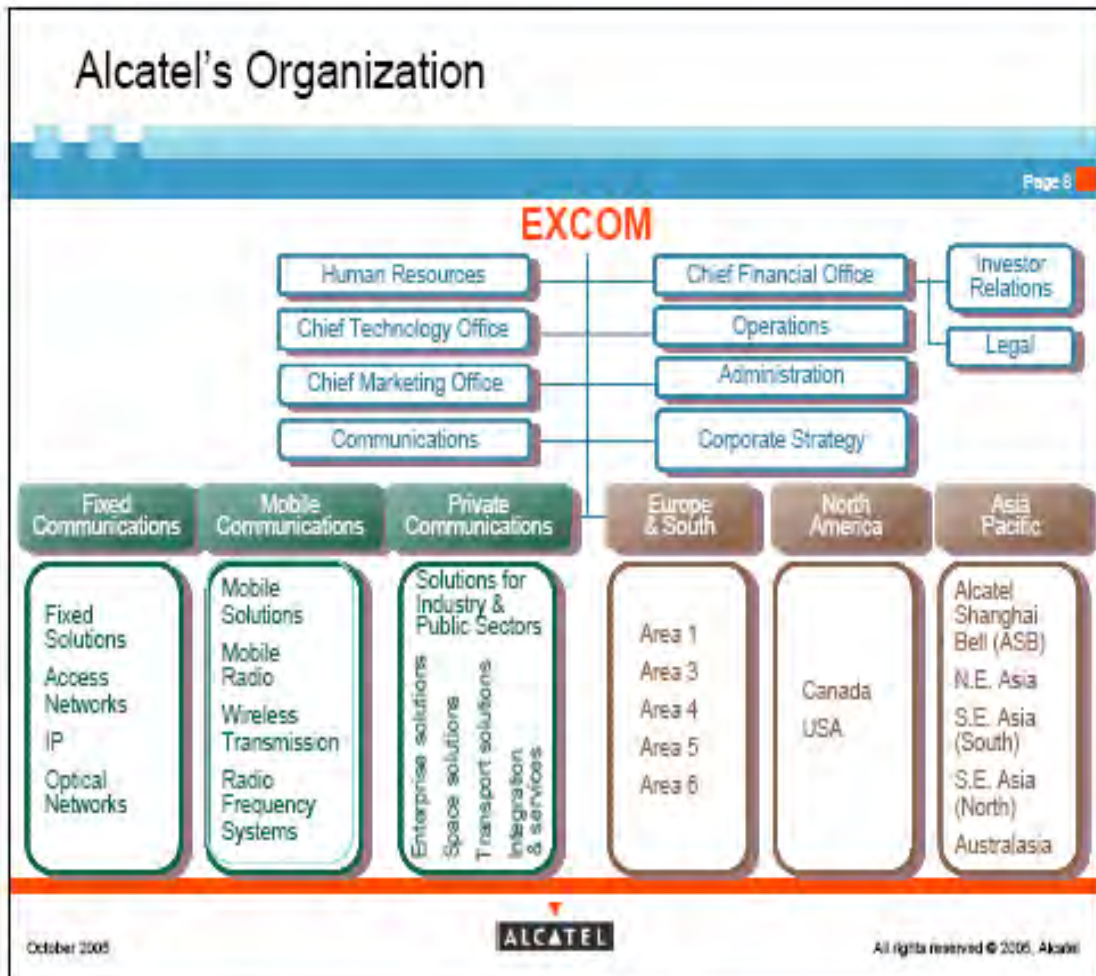 Alcatel's Organization
Page 8
EXCOM
Human Resources
Chief Technology Office
Chief Marketing Office
Communications
Chief Financial Office
Operations
Administration
Corporate Strategy
Investor
Relations
Legal
Fixed
Communications
Mobile
Communications
Private
Communications
Europe
& South
North
America
Asia
Pacific
Fixed
Solutions
Access
Networks
IP
Optical
Networks
Mobile
Solutions
Mobile
Radio
Wireless
Transmission
Radio
Frequency
Systems
Solutions for
Industry &
Public Sectors
Enterprise solutions
Space solutions
Transport solutions
Integration
& services
Area 1
Area 3
Area 4
Area 5
Area 6
Canada
USA
Alcatel
Shanghai
Bell (ASB)
N.E. Asia
S.E. Asia
(South)
S.E. Asia
(North)
Australasia
October 2005
ALCATEL
All rights reserved © 2005, Alcatel